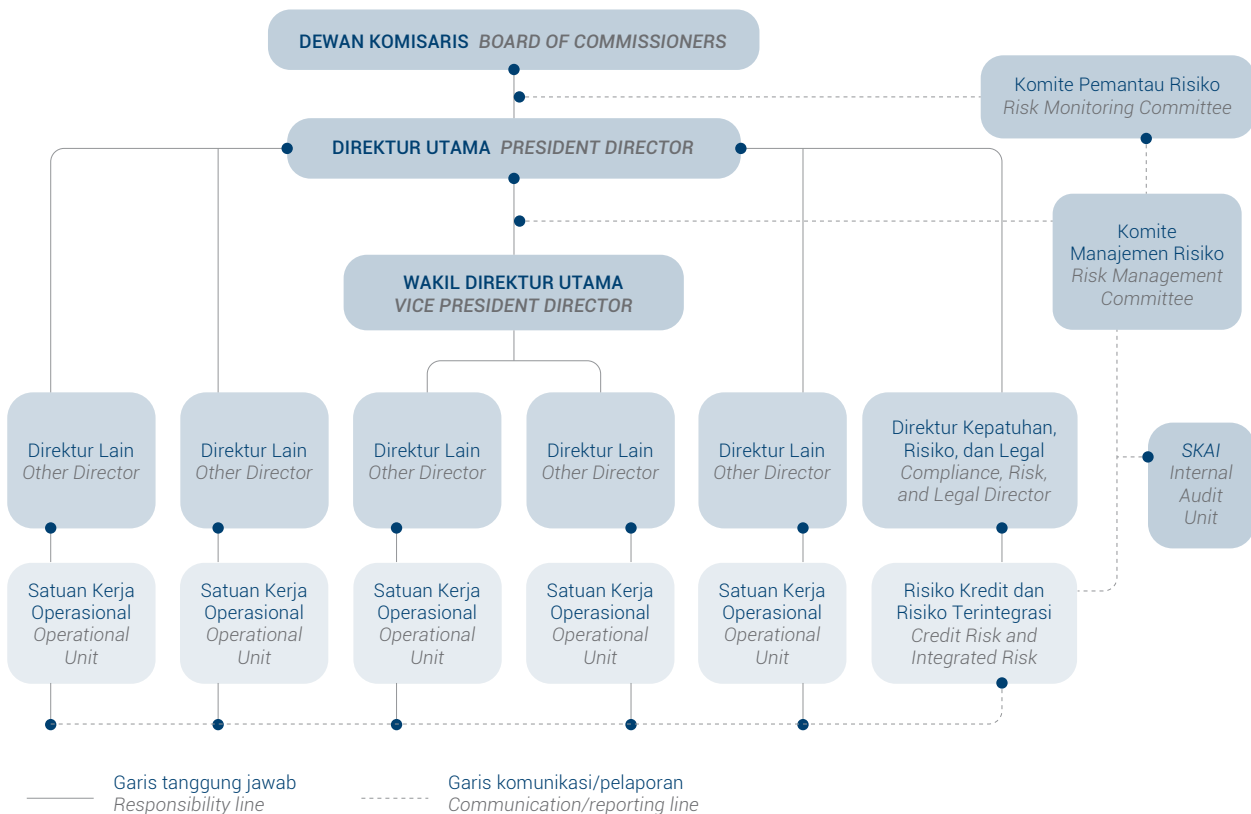 DEWAN KOMISARIS BOARD OF COMMISSIONERS
Komite Pemantau Risiko
Risk Monitoring Committee
DIREKTUR UTAMA PRESIDENT DIRECTOR
Komite
Manajemen Risiko
Risk Management
Committee
WAKIL DIREKTUR UTAMA
VICE PRESIDENT DIRECTOR
Direktur Lain
Other Director
Direktur Lain
Other Director
Direktur Lain
Other Director
Direktur Lain
Other Director
Direktur Lain
Other Director
Direktur Kepatuhan,
Risiko, dan Legal
Compliance, Risk,
and Legal Director
SKAI
Internal
Audit
Unit
Satuan Kerja
Operasional
Operational
Unit
Satuan Kerja
Operasional
Operational
Unit
Satuan Kerja
Operasional
Operational
Unit
Satuan Kerja
Operasional
Operational
Unit
Satuan Kerja
Operasional
Operational
Unit
Risiko Kredit dan
Risiko Terintegrasi
Credit Risk and
Integrated Risk
Garis tanggung jawab
Responsibility line
Garis komunikasi/pelaporan
Communication/reporting line